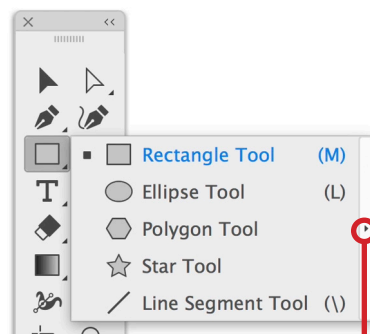 Rectangle Tool (M)
Ellipse Tool (L)
Polygon Tool
Star Tool
Line Segment Tool (\)